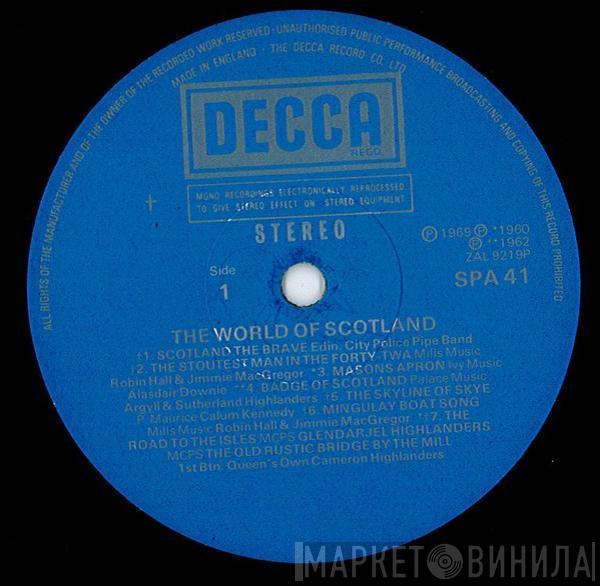 ALL RIGHTS OF THE MANUFACTURER AND OF THE OWNER OF THE RECORDED WORK RESERVED · UNAUTHORISED PUBLIC PERFORMANCE BROADCASTING AND COPYING OF THIS RECORD PROHIBITED
MADE IN ENGLAND · THE DECCA RECORD CO. LTD.
DECCA
REGD.
MONO RECORDINGS ELECTRONICALLY REPROCESSED
TO GIVE STEREO EFFECT ON STEREO EQUIPMENT
†
STEREO
℗ 1969 ℗ *1960
℗ **1962
ZAL 9219P
SPA 41
Side
1
THE WORLD OF SCOTLAND
†1. SCOTLAND THE BRAVE Edin. City Police Pipe Band
†2. THE STOUTEST MAN IN THE FORTY-TWA Mills Music
Robin Hall & Jimmie MacGregor *3. MASONS APRON Ivy Music
Alasdair Downie **4. BADGE OF SCOTLAND Palace Music
Argyll & Sutherland Highlanders †5. THE SKYLINE OF SKYE
P. Maurice Calum Kennedy †6. MINGULAY BOAT SONG
Mills Music Robin Hall & Jimmie MacGregor **7. THE
ROAD TO THE ISLES MCPS GLENDARJEL HIGHLANDERS
MCPS THE OLD RUSTIC BRIDGE BY THE MILL
1st Btn. Queen's Own Cameron Highlanders
МАРКЕТ ВИНИЛА